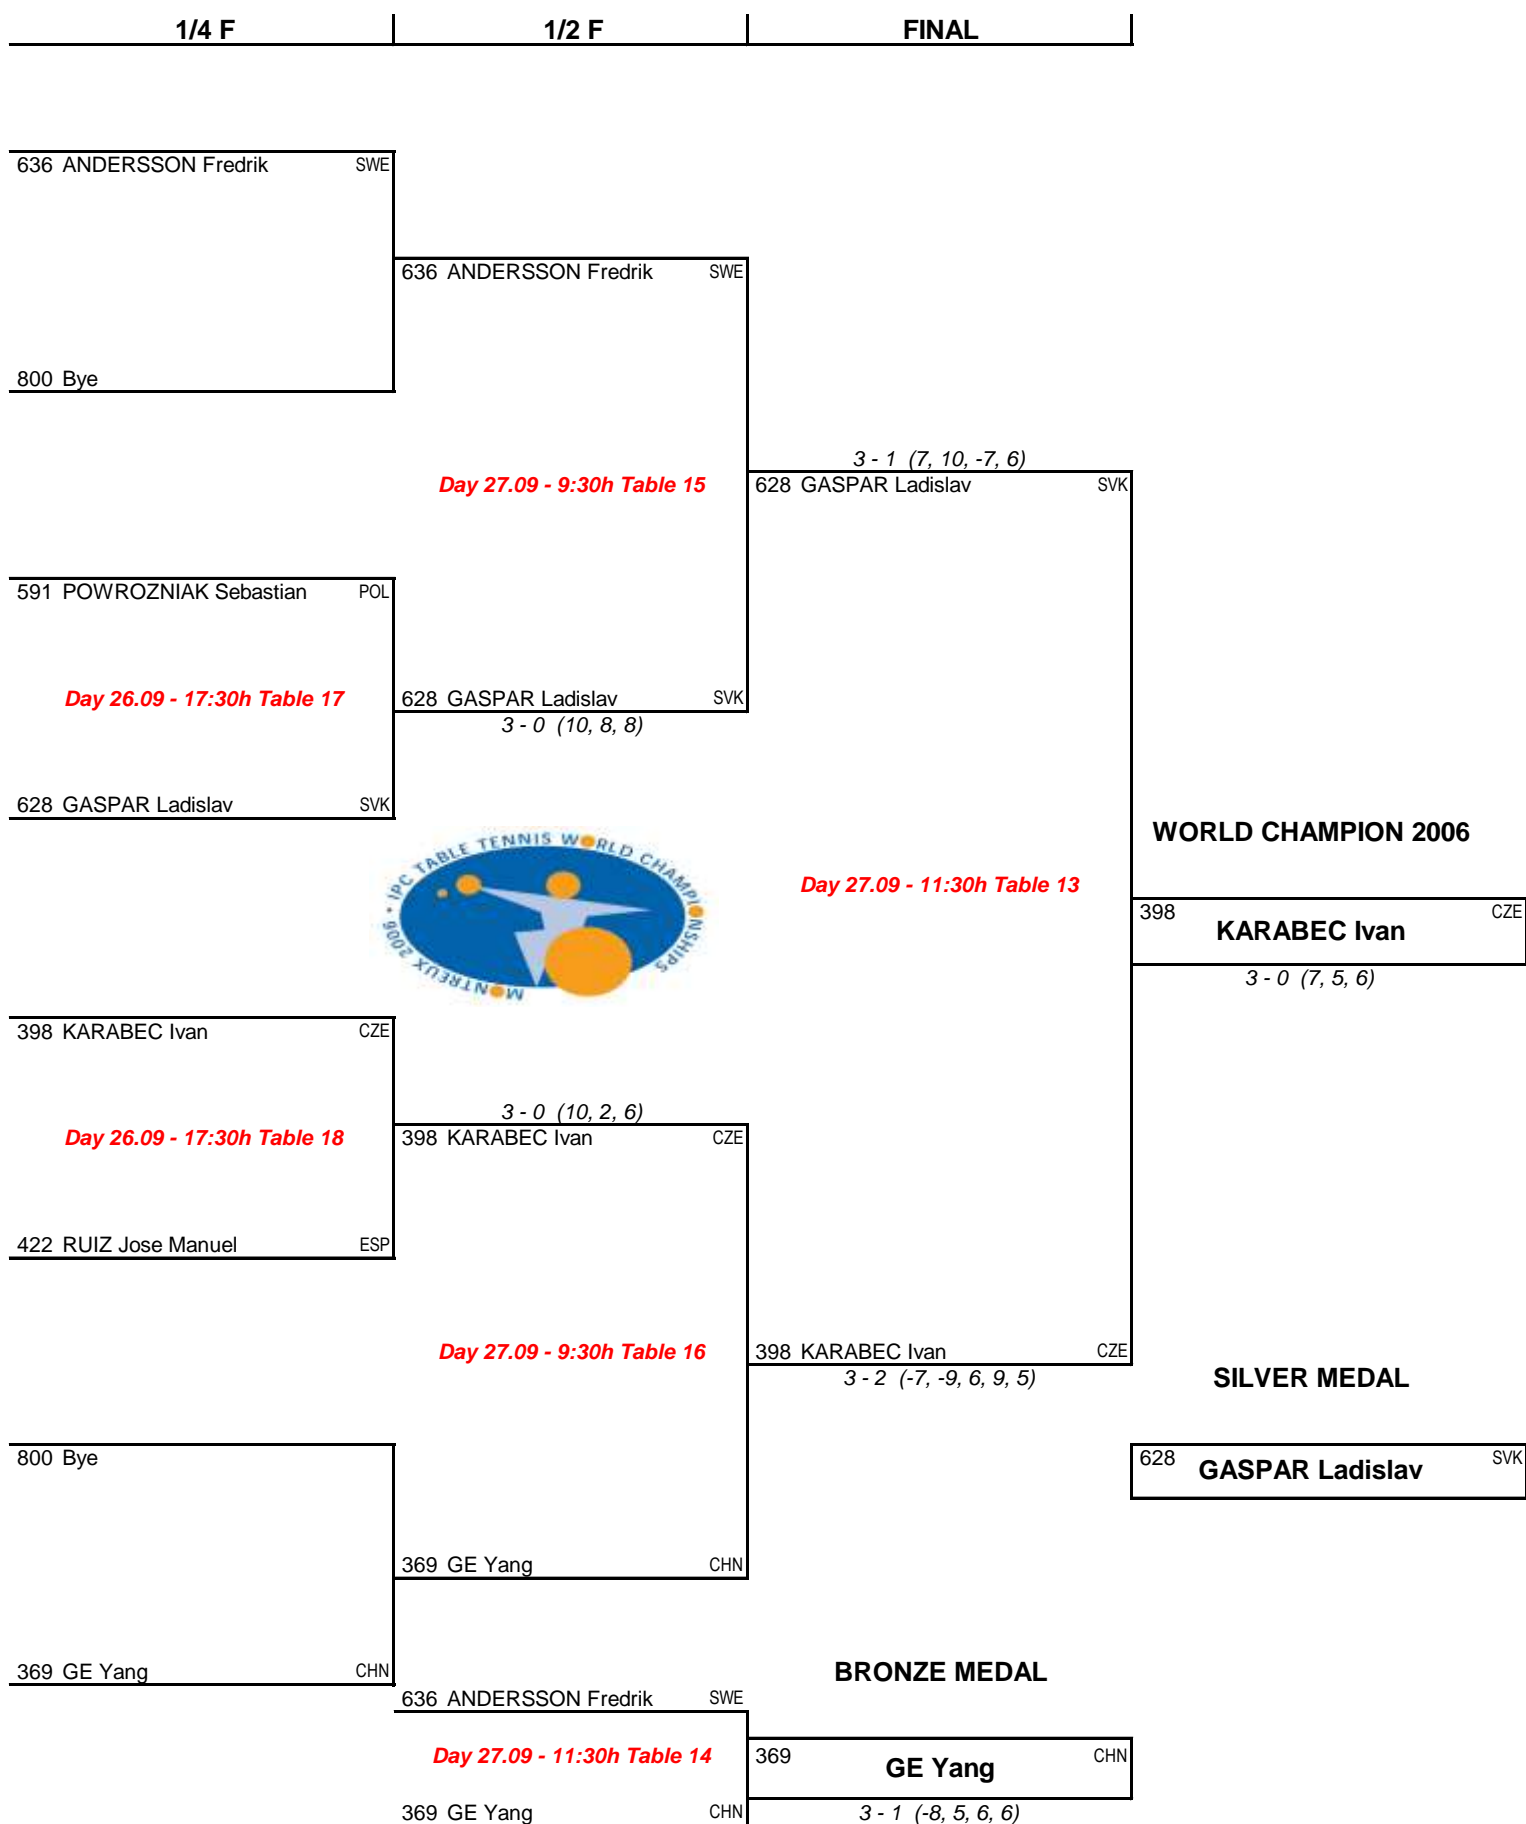 1/4 F 1/2 F FINAL
636 ANDERSSON Fredrik SWE
636 ANDERSSON Fredrik SWE
800 Bye
3 - 1 (7, 10, -7, 6)
Day 27.09 - 9:30h Table 15 628 GASPAR Ladislav SVK
591 POWROZNIAK Sebastian POL
Day 26.09 - 17:30h Table 17 628 GASPAR Ladislav SVK
3 - 0 (10, 8, 8)
628 GASPAR Ladislav SVK
WORLD CHAMPION 2006
MONTREUX 2006 * IPC TABLE TENNIS WORLD CHAMPIONSHIPS
Day 27.09 - 11:30h Table 13
398 KARABEC Ivan CZE
3 - 0 (7, 5, 6)
398 KARABEC Ivan CZE
3 - 0 (10, 2, 6)
Day 26.09 - 17:30h Table 18 398 KARABEC Ivan CZE
422 RUIZ Jose Manuel ESP
Day 27.09 - 9:30h Table 16 398 KARABEC Ivan CZE
3 - 2 (-7, -9, 6, 9, 5) SILVER MEDAL
800 Bye 628 GASPAR Ladislav SVK
369 GE Yang CHN
369 GE Yang CHN BRONZE MEDAL
636 ANDERSSON Fredrik SWE
Day 27.09 - 11:30h Table 14 369 GE Yang CHN
369 GE Yang CHN 3 - 1 (-8, 5, 6, 6)